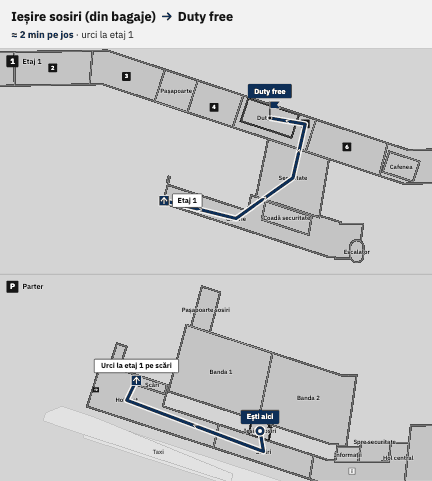 Ieșire sosiri (din bagaje) → Duty free
≈ 2 min pe jos · urci la etaj 1
1 Etaj 1
2
3
Pașapoarte
4
Duty free
Dut
6
Cafenea
Securitate
Etaj 1
Coadă securitate
Escalator
P Parter
Pașapoarte sosiri
Banda 1
Urci la etaj 1 pe scări
Scări
Banda 2
Ești aici
Spre securitate
Informații
Hol central
Taxi